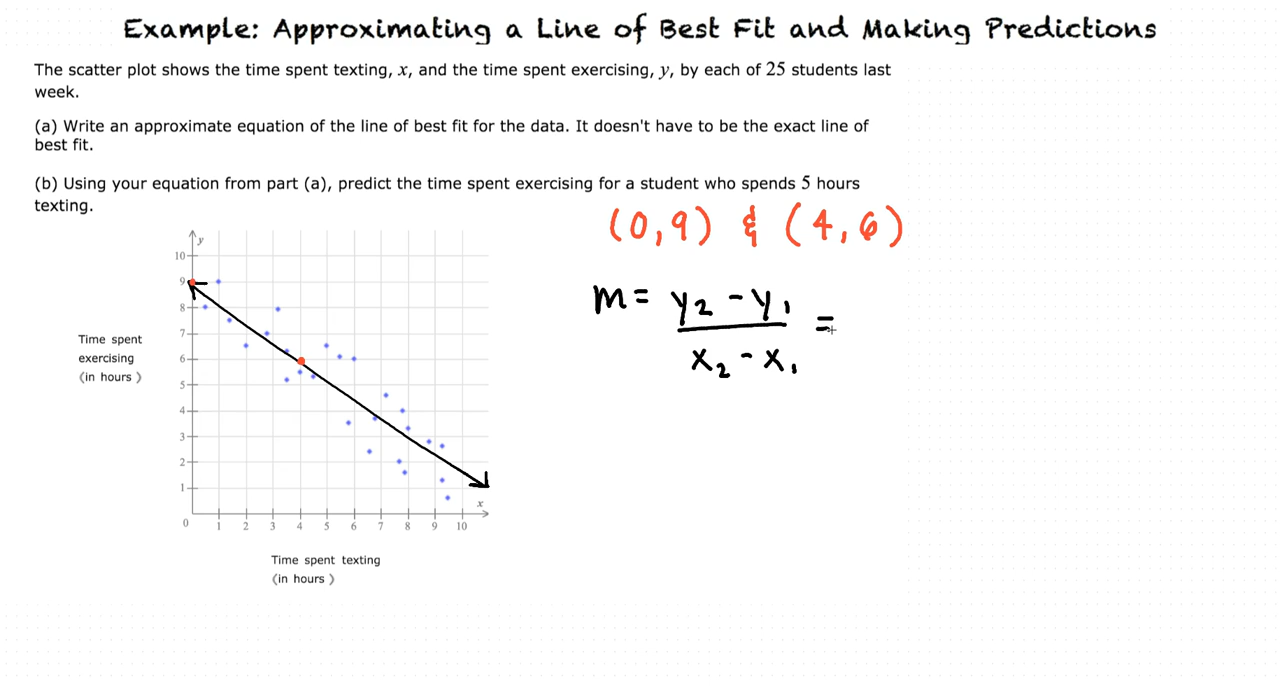 Example: Approximating a Line of Best Fit and Making Predictions
The scatter plot shows the time spent texting, x, and the time spent exercising, y, by each of 25 students last
week.
(a) Write an approximate equation of the line of best fit for the data. It doesn't have to be the exact line of
best fit.
(b) Using your equation from part (a), predict the time spent exercising for a student who spends 5 hours
texting.
(0,9) & (4,6)
m = y2 - y1 =
x2 - x1
y
10
9
8
7
6
5
4
3
2
1
Time spent
exercising
(in hours )
x
0 1 2 3 4 5 6 7 8 9 10
Time spent texting
(in hours )